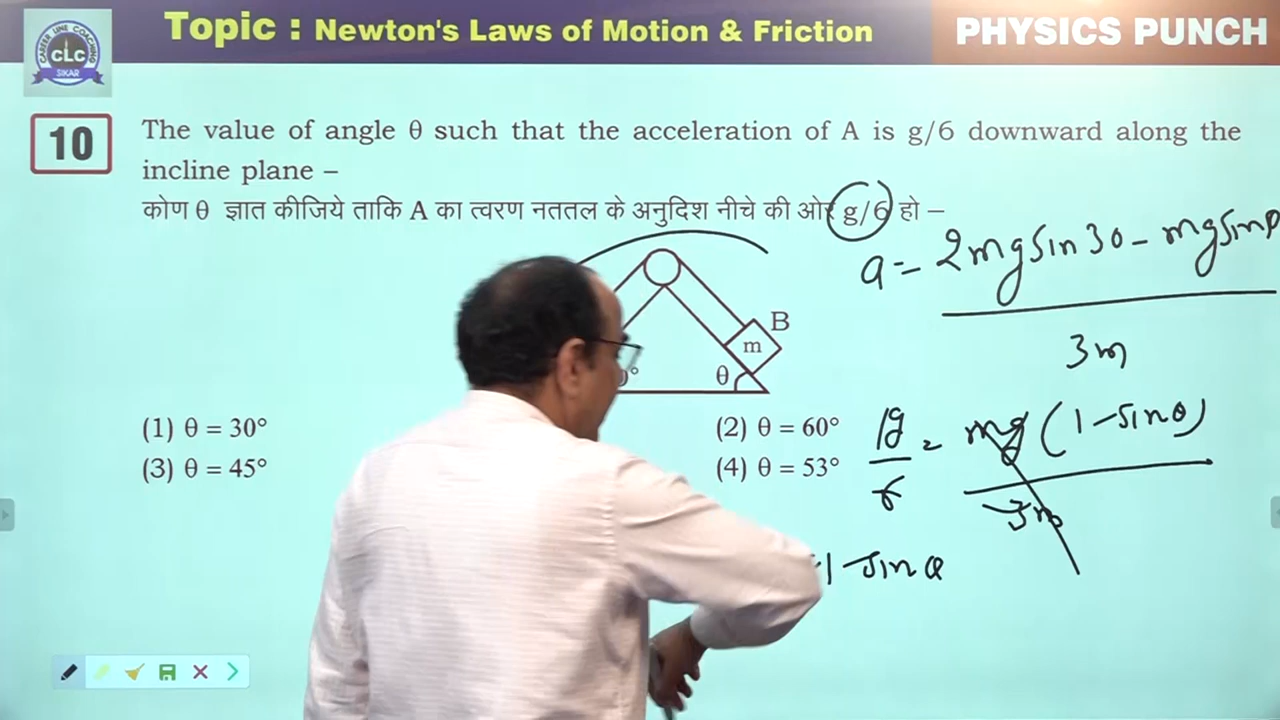 Topic : Newton's Laws of Motion & Friction
PHYSICS PUNCH
CAREER LINE COACHING
CLC
SIKAR
10
The value of angle θ such that the acceleration of A is g/6 downward along the
incline plane –
कोण θ ज्ञात कीजिये ताकि A का त्वरण नततल के अनुदिश नीचे की ओर g/6 हो –
B
m
θ
(1) θ = 30°
(2) θ = 60°
(3) θ = 45°
(4) θ = 53°
a = 2mg sin 30 - mg sinθ
3m
g = mg (1-sinθ)
6
3m
1-sinθ